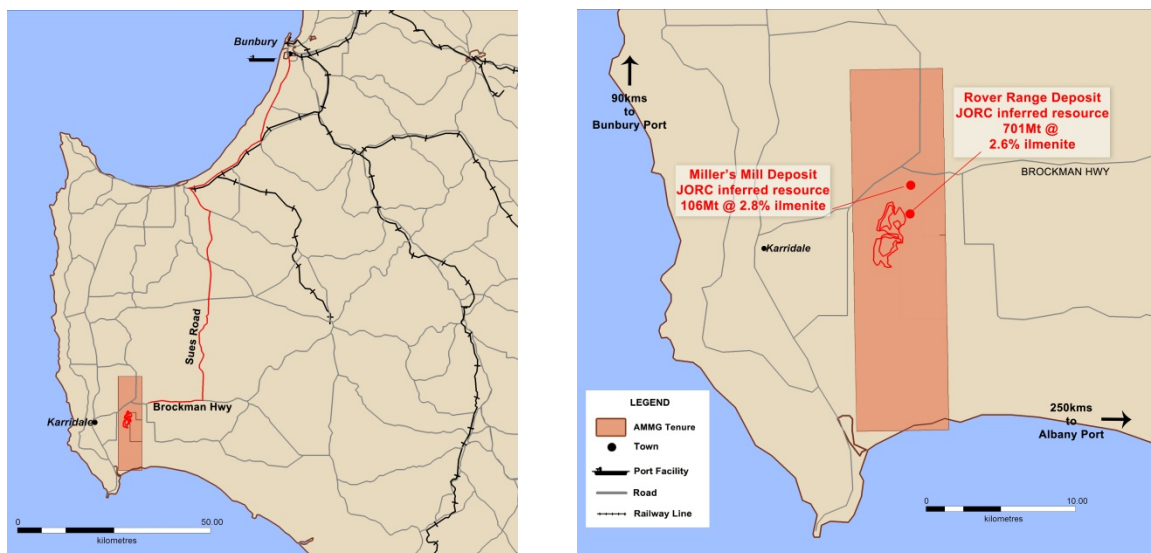 Bunbury
Sues Road
Brockman Hwy
Karridale
0
50.00
kilometres
90kms
to
Bunbury Port
Rover Range Deposit
JORC inferred resource
701Mt @
2.6% ilmenite
Miller's Mill Deposit
JORC inferred resource
106Mt @ 2.8% ilmenite
BROCKMAN HWY
Karridale
LEGEND
AMMG Tenure
Town
Port Facility
Road
Railway Line
250kms
to
Albany Port
0
10.00
kilometres